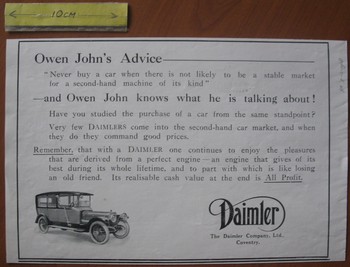 10CM
Owen John's Advice
"Never buy a car when there is not likely to be a stable market
for a second-hand machine of its kind"
—and Owen John knows what he is talking about!
Have you studied the purchase of a car from the same standpoint?
Very few DAIMLERS come into the second-hand car market, and when
they do they command good prices.
Remember, that with a DAIMLER one continues to enjoy the pleasures
that are derived from a perfect engine—an engine that gives of its
best during its whole lifetime, and to part with which is like losing
an old friend. Its realisable cash value at the end is All Profit.
Daimler
The Daimler Company, Ltd.,
Coventry.